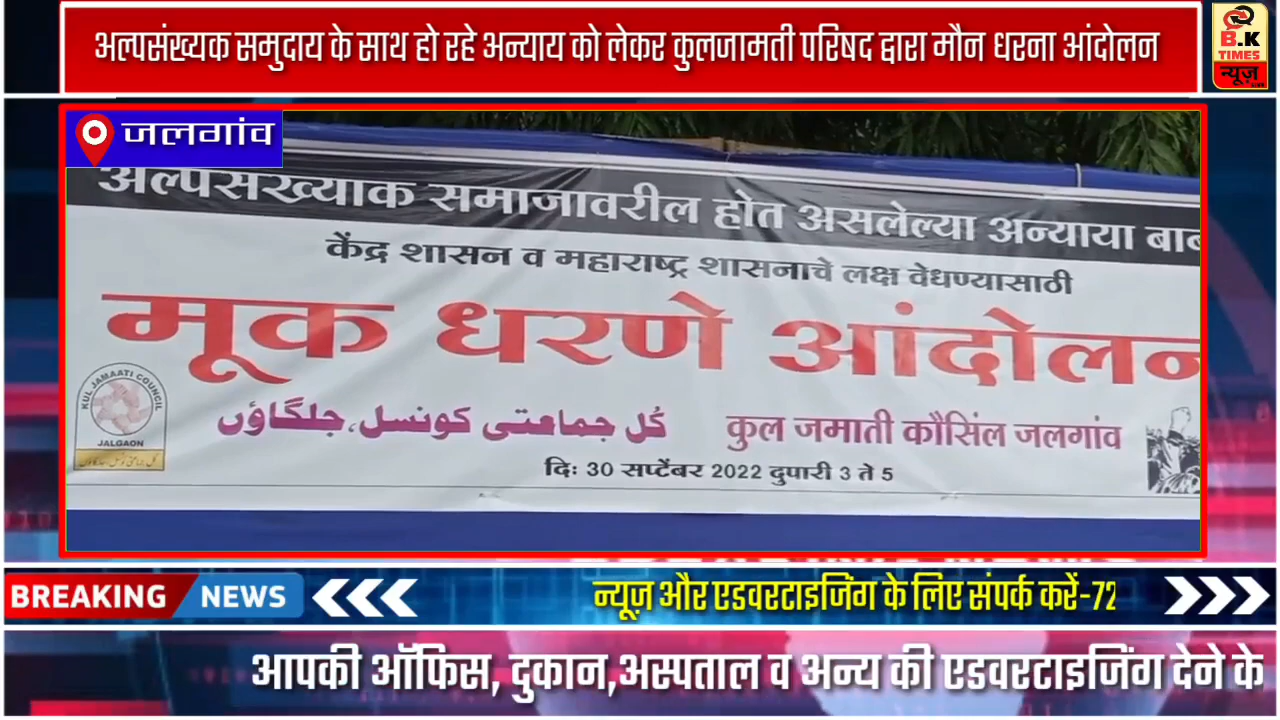 अल्पसंख्यक समुदाय के साथ हो रहे अन्याय को लेकर कुलजामती परिषद द्वारा मौन धरना आंदोलन
B.K
TIMES
न्यूज़
जलगांव
अल्पसख्याक समाजावरील होत असलेल्या अन्याया बाब
केंद्र शासन व महाराष्ट्र शासनाचे लक्ष वेधण्यासाठी
मूक धरणे आंदोलन
KUL JAMAATI COUNCIL
JALGAON
کُل جماعتی کونسل، جلگاؤں
कुल जमाती कौसिंल जलगांव
दिः 30 सप्टेंबर 2022 दुपारी 3 ते 5
BREAKING NEWS
न्यूज़ और एडवरटाइजिंग के लिए संपर्क करें-72
आपकी ऑफिस, दुकान,अस्पताल व अन्य की एडवरटाइजिंग देने के